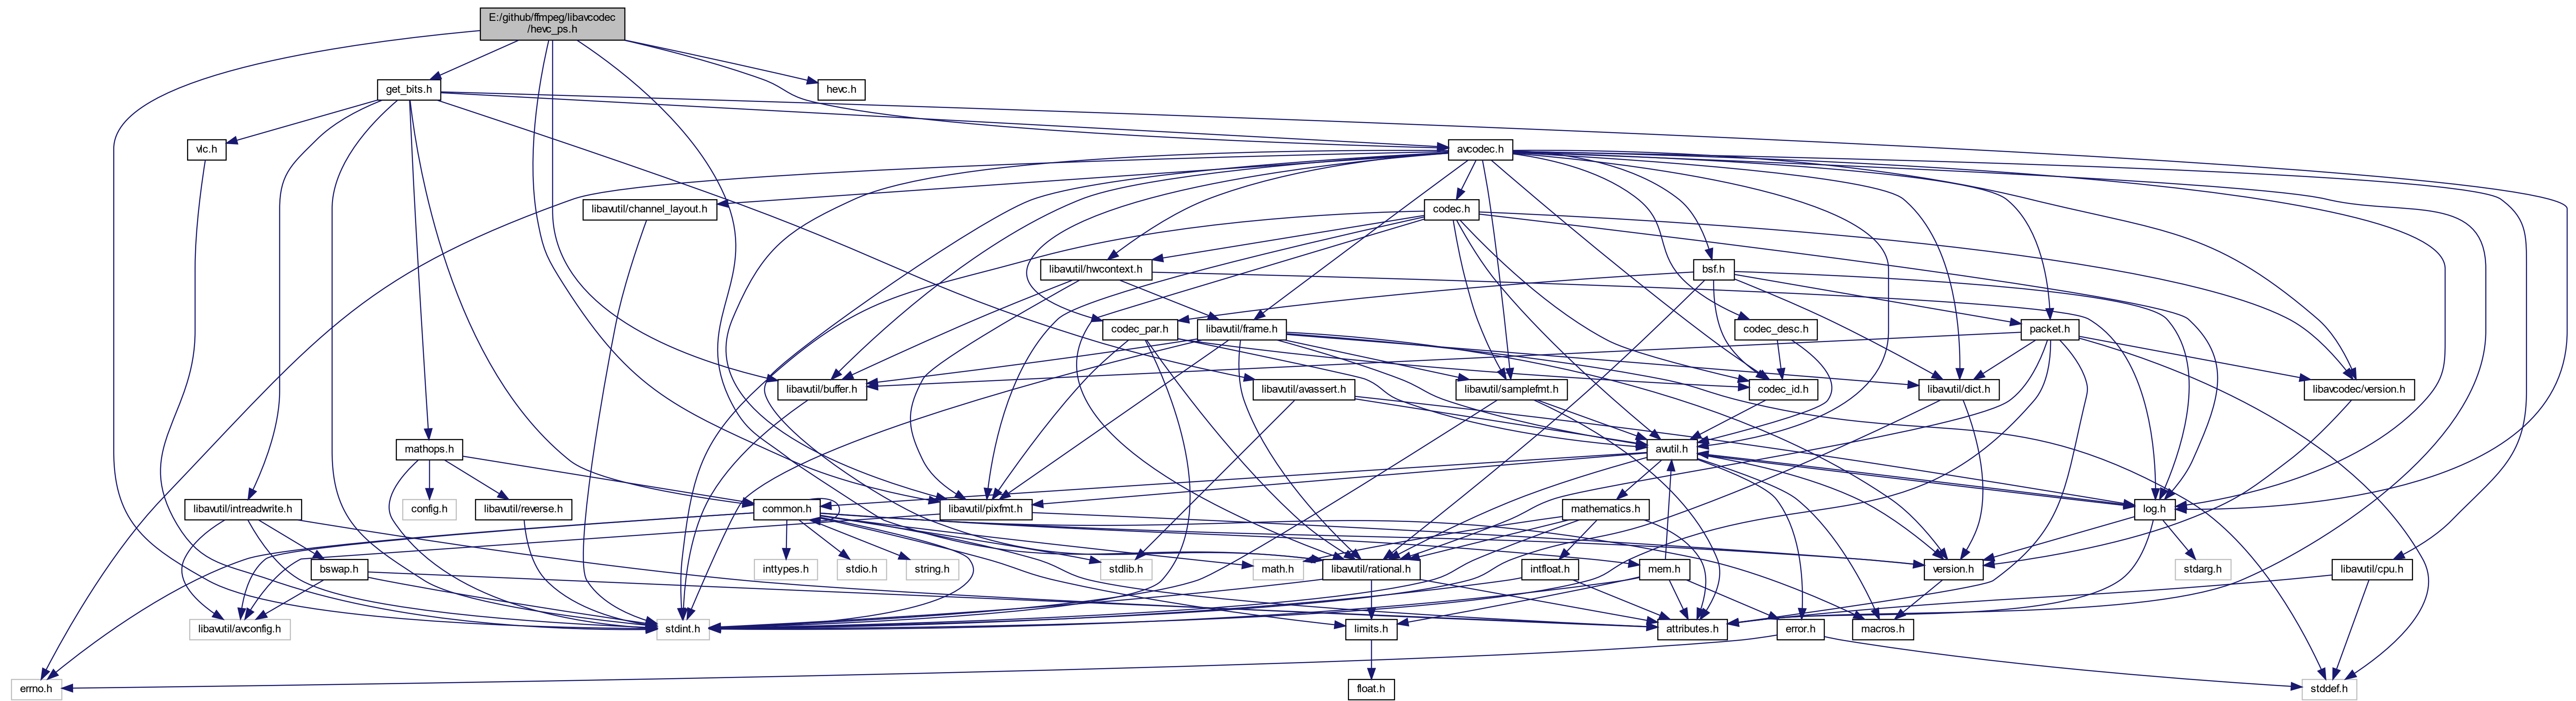 E:/github/ffmpeg/libavcodec
/hevc_ps.h
get_bits.h
hevc.h
vlc.h
avcodec.h
libavutil/channel_layout.h
codec.h
libavutil/hwcontext.h
bsf.h
codec_par.h
libavutil/frame.h
codec_desc.h
packet.h
libavutil/buffer.h
libavutil/avassert.h
libavutil/samplefmt.h
codec_id.h
libavutil/dict.h
libavcodec/version.h
mathops.h
avutil.h
libavutil/intreadwrite.h
config.h
libavutil/reverse.h
common.h
libavutil/pixfmt.h
mathematics.h
log.h
bswap.h
inttypes.h
stdio.h
string.h
stdlib.h
math.h
libavutil/rational.h
intfloat.h
mem.h
version.h
stdarg.h
libavutil/cpu.h
libavutil/avconfig.h
stdint.h
limits.h
attributes.h
error.h
macros.h
errno.h
float.h
stddef.h